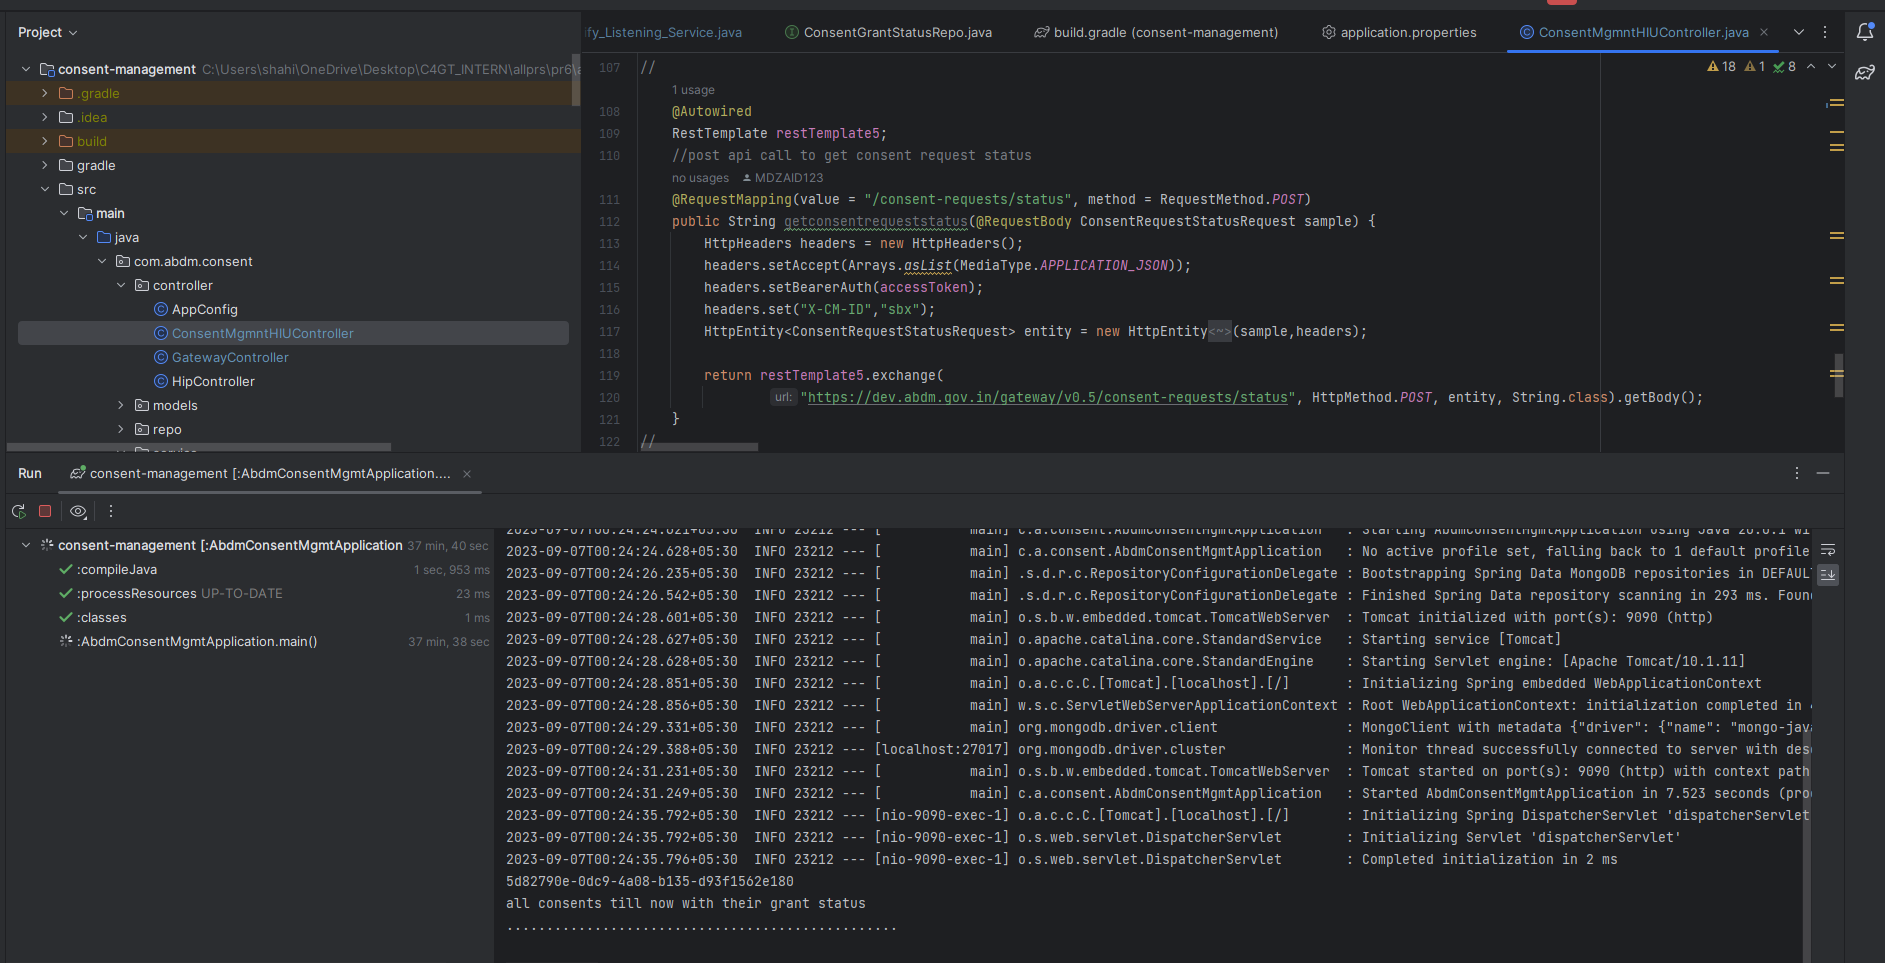 Project
consent-management C:\Users\shahi\OneDrive\Desktop\C4GT_INTERN\allprs\pr6\
.gradle
.idea
build
gradle
src
main
java
com.abdm.consent
controller
AppConfig
ConsentMgmntHIUController
GatewayController
HipController
models
repo
ify_Listening_Service.java ConsentGrantStatusRepo.java build.gradle (consent-management) application.properties ConsentMgmntHIUController.java
18 1 8
107 //
1 usage
108 @Autowired
109 RestTemplate restTemplate5;
110 //post api call to get consent request status
no usages MDZAID123
111 @RequestMapping(value = "/consent-requests/status", method = RequestMethod.POST)
112 public String getconsentrequeststatus(@RequestBody ConsentRequestStatusRequest sample) {
113 HttpHeaders headers = new HttpHeaders();
114 headers.setAccept(Arrays.asList(MediaType.APPLICATION_JSON));
115 headers.setBearerAuth(accessToken);
116 headers.set("X-CM-ID","sbx");
117 HttpEntity<ConsentRequestStatusRequest> entity = new HttpEntity<~>(sample,headers);
118
119 return restTemplate5.exchange(
120 url: "https://dev.abdm.gov.in/gateway/v0.5/consent-requests/status", HttpMethod.POST, entity, String.class).getBody();
121 }
122 //
Run consent-management [:AbdmConsentMgmtApplication....
consent-management [:AbdmConsentMgmtApplication 37 min, 40 sec
:compileJava 1 sec, 953 ms
:processResources UP-TO-DATE 23 ms
:classes 1 ms
:AbdmConsentMgmtApplication.main() 37 min, 38 sec
2023-09-07T00:24:24.621+05:30 INFO 23212 --- [ main] c.a.consent.AbdmConsentMgmtApplication : Starting AbdmConsentMgmtApplication using Java 20.0.1 wi
2023-09-07T00:24:24.628+05:30 INFO 23212 --- [ main] c.a.consent.AbdmConsentMgmtApplication : No active profile set, falling back to 1 default profile
2023-09-07T00:24:26.235+05:30 INFO 23212 --- [ main] .s.d.r.c.RepositoryConfigurationDelegate : Bootstrapping Spring Data MongoDB repositories in DEFAUL
2023-09-07T00:24:26.542+05:30 INFO 23212 --- [ main] .s.d.r.c.RepositoryConfigurationDelegate : Finished Spring Data repository scanning in 293 ms. Foun
2023-09-07T00:24:28.601+05:30 INFO 23212 --- [ main] o.s.b.w.embedded.tomcat.TomcatWebServer : Tomcat initialized with port(s): 9090 (http)
2023-09-07T00:24:28.627+05:30 INFO 23212 --- [ main] o.apache.catalina.core.StandardService : Starting service [Tomcat]
2023-09-07T00:24:28.628+05:30 INFO 23212 --- [ main] o.apache.catalina.core.StandardEngine : Starting Servlet engine: [Apache Tomcat/10.1.11]
2023-09-07T00:24:28.851+05:30 INFO 23212 --- [ main] o.a.c.c.C.[Tomcat].[localhost].[/] : Initializing Spring embedded WebApplicationContext
2023-09-07T00:24:28.856+05:30 INFO 23212 --- [ main] w.s.c.ServletWebServerApplicationContext : Root WebApplicationContext: initialization completed in
2023-09-07T00:24:29.331+05:30 INFO 23212 --- [ main] org.mongodb.driver.client : MongoClient with metadata {"driver": {"name": "mongo-jav
2023-09-07T00:24:29.388+05:30 INFO 23212 --- [localhost:27017] org.mongodb.driver.cluster : Monitor thread successfully connected to server with des
2023-09-07T00:24:31.231+05:30 INFO 23212 --- [ main] o.s.b.w.embedded.tomcat.TomcatWebServer : Tomcat started on port(s): 9090 (http) with context path
2023-09-07T00:24:31.249+05:30 INFO 23212 --- [ main] c.a.consent.AbdmConsentMgmtApplication : Started AbdmConsentMgmtApplication in 7.523 seconds (pro
2023-09-07T00:24:35.792+05:30 INFO 23212 --- [nio-9090-exec-1] o.a.c.c.C.[Tomcat].[localhost].[/] : Initializing Spring DispatcherServlet 'dispatcherServlet
2023-09-07T00:24:35.792+05:30 INFO 23212 --- [nio-9090-exec-1] o.s.web.servlet.DispatcherServlet : Initializing Servlet 'dispatcherServlet'
2023-09-07T00:24:35.796+05:30 INFO 23212 --- [nio-9090-exec-1] o.s.web.servlet.DispatcherServlet : Completed initialization in 2 ms
5d82790e-0dc9-4a08-b135-d93f1562e180
all consents till now with their grant status
.................................................